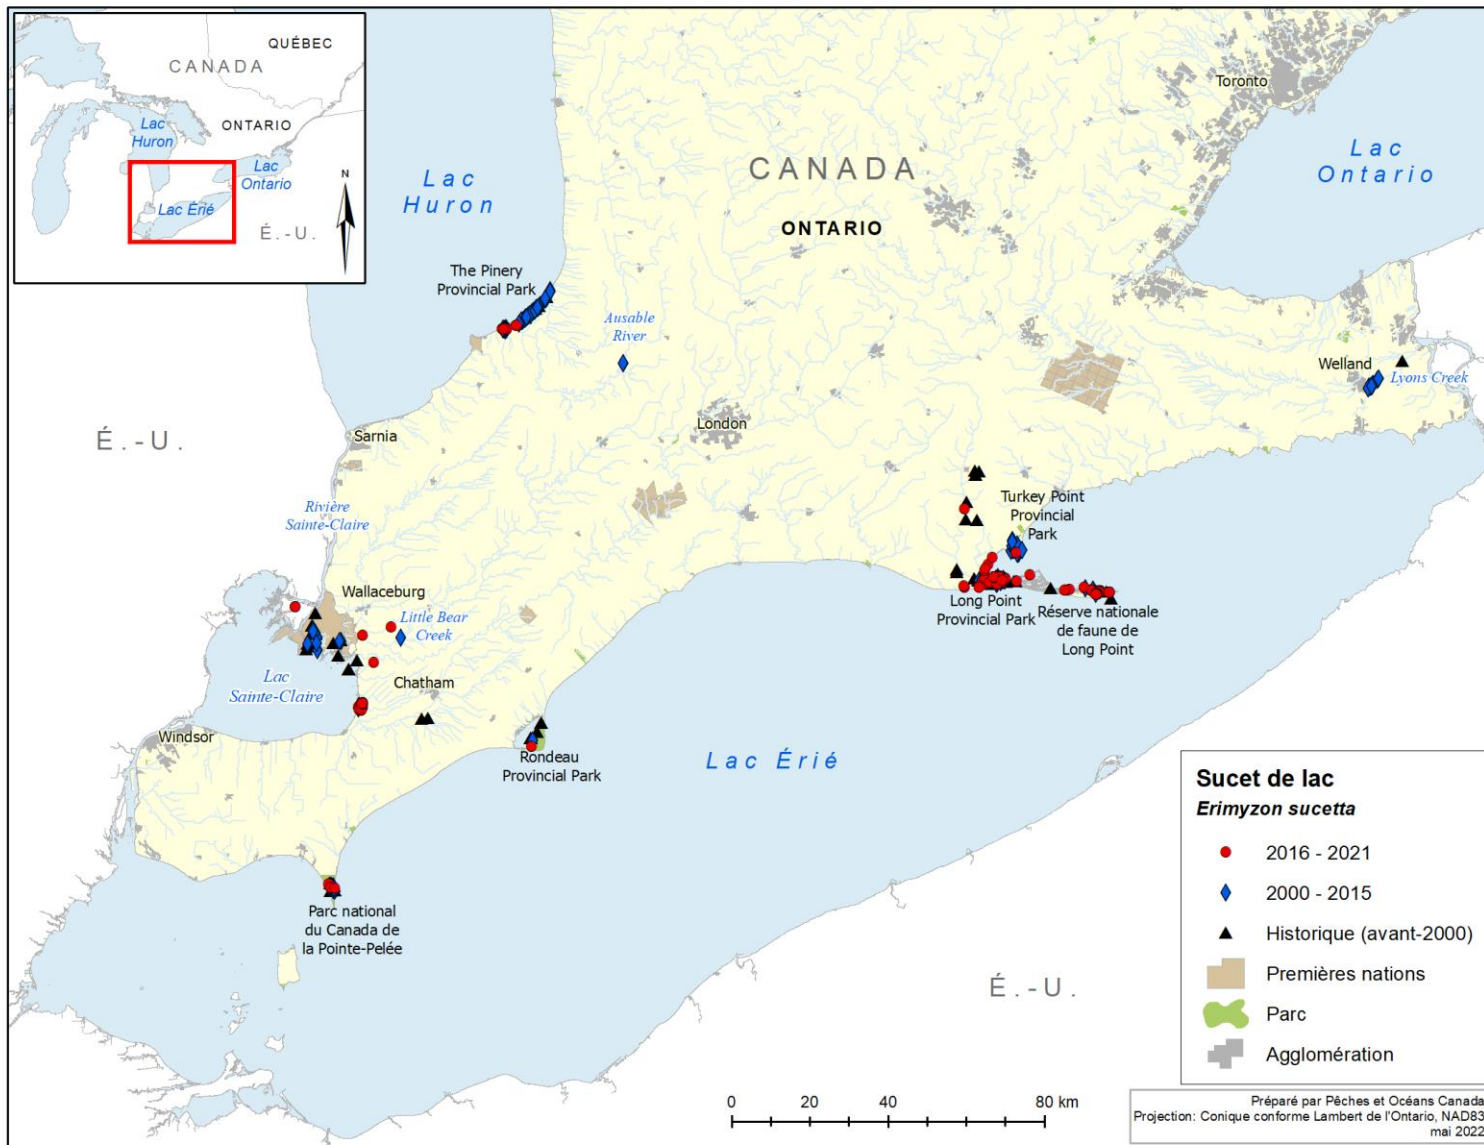 QUÉBEC
CANADA
ONTARIO
Lac
Huron
Lac
Ontario
Lac Érié
É.-U.
N
Toronto
Lac
Huron
CANADA
ONTARIO
Lac
Ontario
The Pinery
Provincial Park
Ausable
River
Welland
Lyons Creek
É.-U.
Sarnia
London
Rivière
Sainte-Claire
Turkey Point
Provincial
Park
Wallaceburg
Little Bear
Creek
Long Point
Provincial Park
Réserve nationale
de faune de
Long Point
Lac
Sainte-Claire
Chatham
Windsor
Rondeau
Provincial Park
Lac Érié
Parc national
du Canada de
la Pointe-Pelée
É.-U.
Sucet de lac
Erimyzon sucetta
2016 - 2021
2000 - 2015
Historique (avant-2000)
Premières nations
Parc
Agglomération
0 20 40 80 km
Préparé par Pêches et Océans Canada
Projection: Conique conforme Lambert de l'Ontario, NAD83
mai 2022